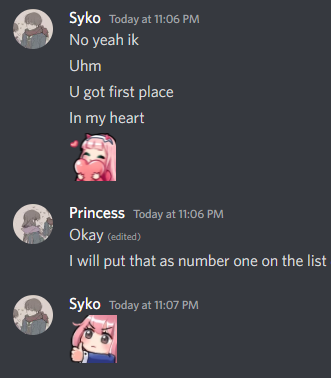 Syko Today at 11:06 PM
No yeah ik
Uhm
U got first place
In my heart
Princess Today at 11:06 PM
Okay (edited)
I will put that as number one on the list
Syko Today at 11:07 PM